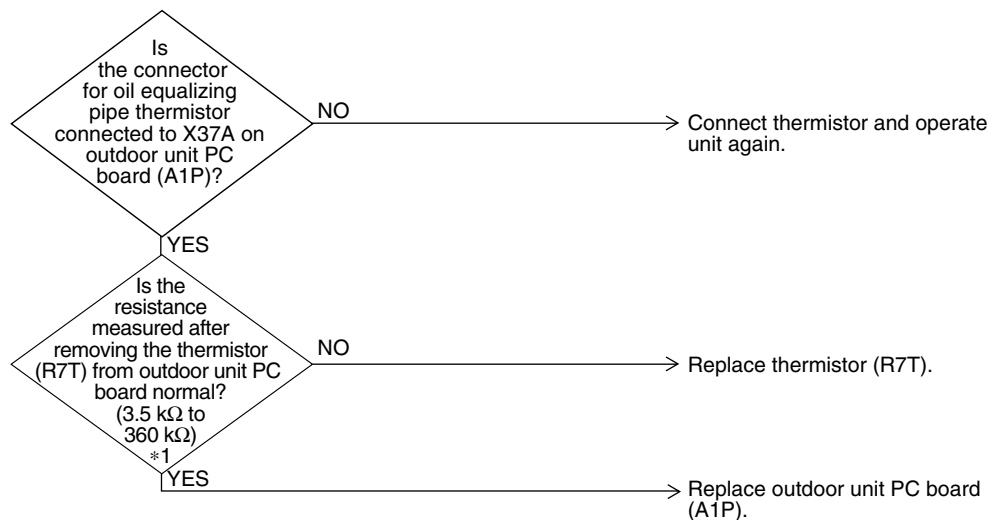 Is
the connector
for oil equalizing
pipe thermistor
connected to X37A on
outdoor unit PC
board (A1P)?
NO
Connect thermistor and operate
unit again.
YES
Is the
resistance
measured after
removing the thermistor
(R7T) from outdoor unit PC
board normal?
(3.5 kΩ to
360 kΩ)
*1
NO
Replace thermistor (R7T).
YES
Replace outdoor unit PC board
(A1P).